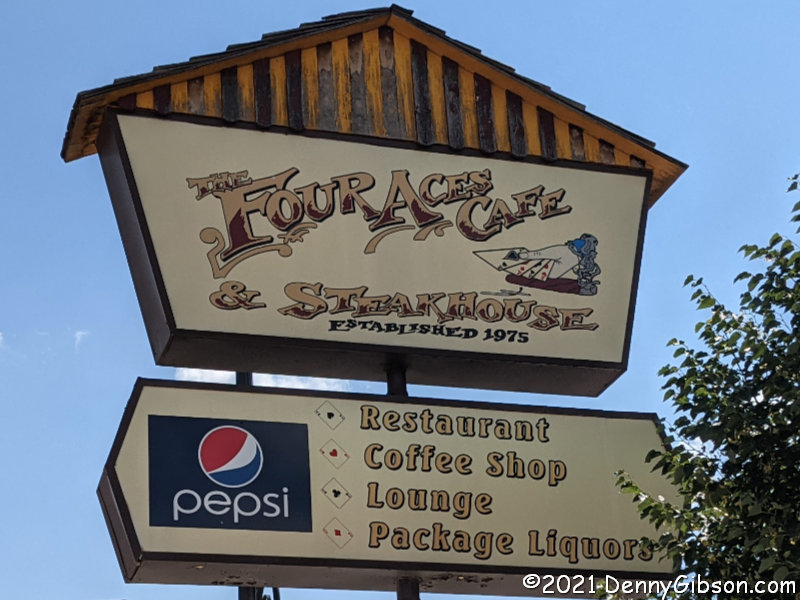 THE FOUR ACES CAFE
& STEAKHOUSE
ESTABLISHED 1975
pepsi
Restaurant
Coffee Shop
Lounge
Package Liquors
©2021 DennyGibson.com